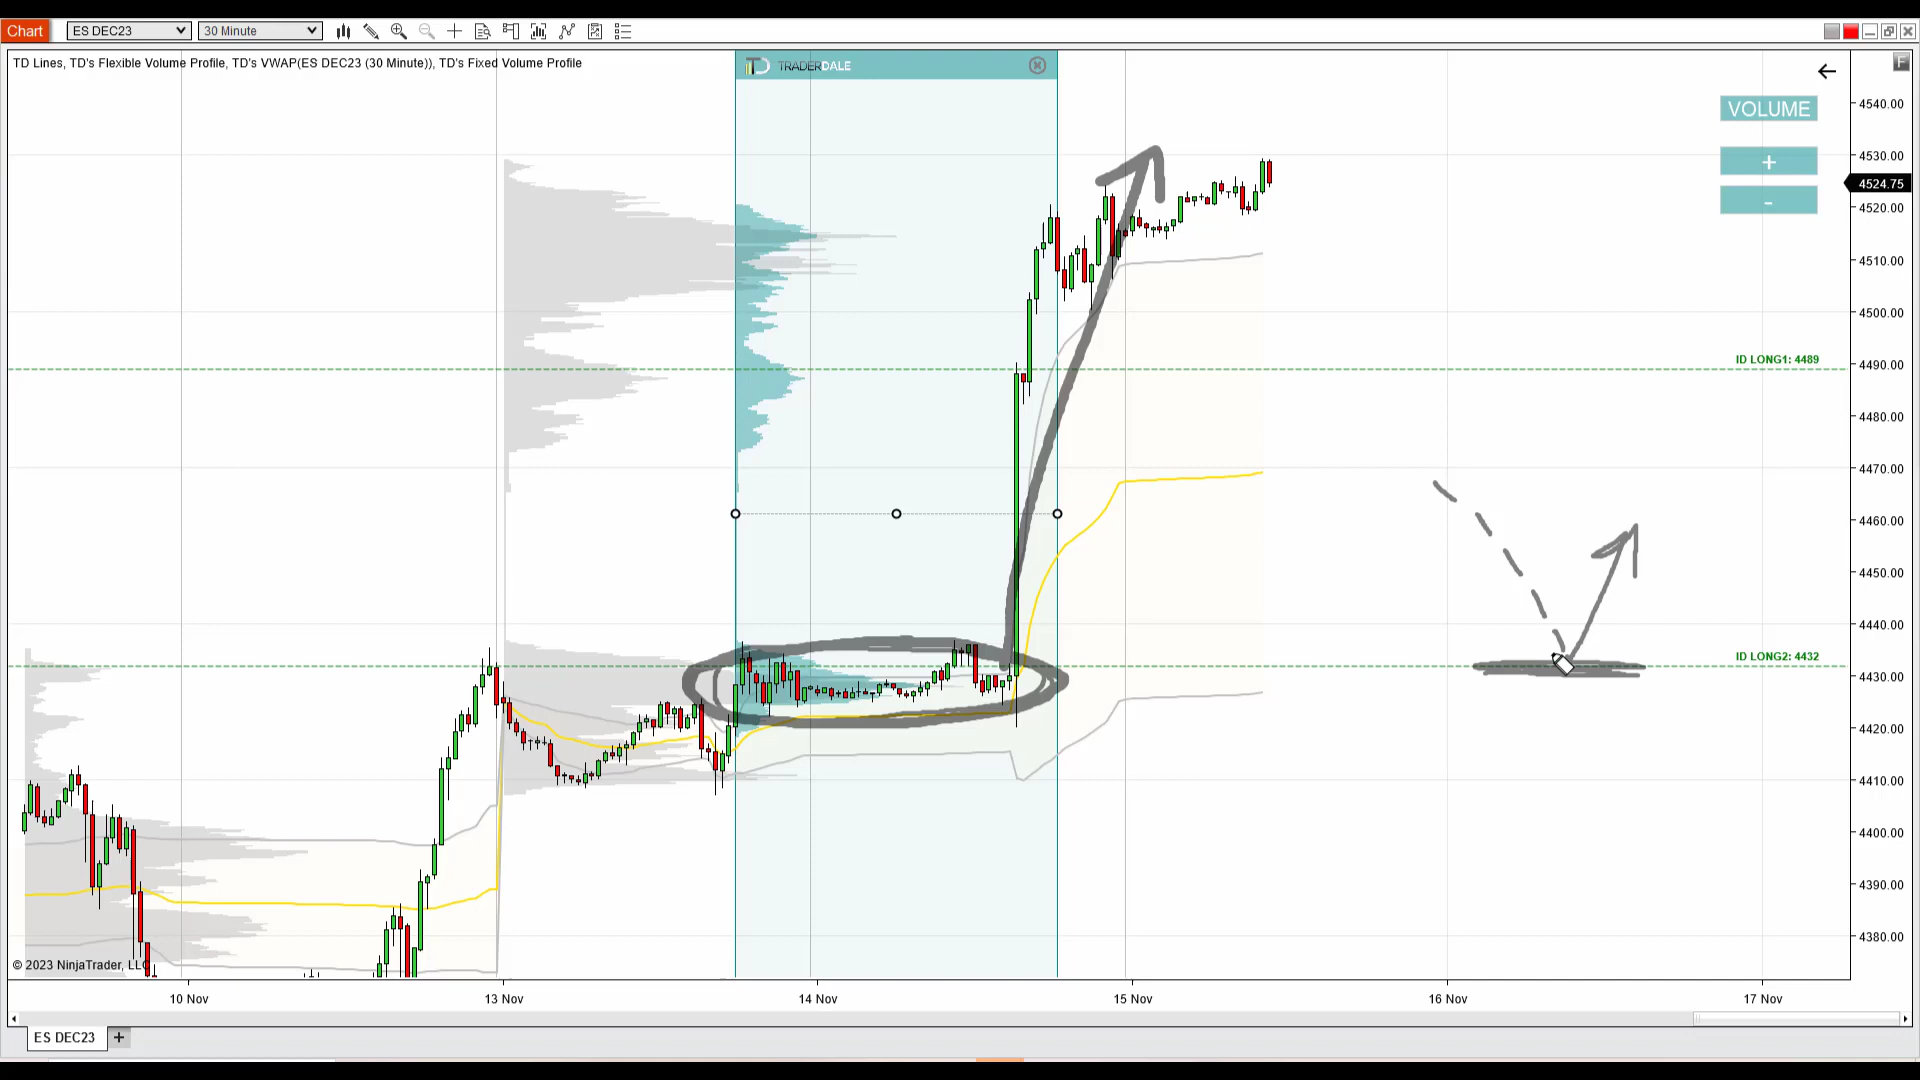 Chart
ES DEC23
30 Minute
TD Lines, TD's Flexible Volume Profile, TD's VWAP(ES DEC23 (30 Minute)), TD's Fixed Volume Profile
TRADERDALE
F
VOLUME
+
-
4540.00
4530.00
4524.75
4520.00
4510.00
4500.00
ID LONG1: 4489
4490.00
4480.00
4470.00
4460.00
4450.00
4440.00
ID LONG2: 4432
4430.00
4420.00
4410.00
4400.00
4390.00
4380.00
© 2023 NinjaTrader, LLC
10 Nov
13 Nov
14 Nov
15 Nov
16 Nov
17 Nov
ES DEC23
+